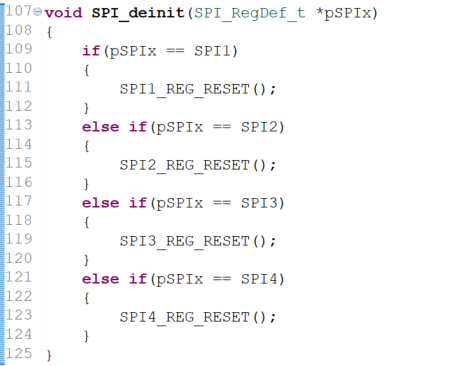 107 void SPI_deinit(SPI_RegDef_t *pSPIx)
108 {
109     if(pSPIx == SPI1)
110     {
111         SPI1_REG_RESET();
112     }
113     else if(pSPIx == SPI2)
114     {
115         SPI2_REG_RESET();
116     }
117     else if(pSPIx == SPI3)
118     {
119         SPI3_REG_RESET();
120     }
121     else if(pSPIx == SPI4)
122     {
123         SPI4_REG_RESET();
124     }
125 }